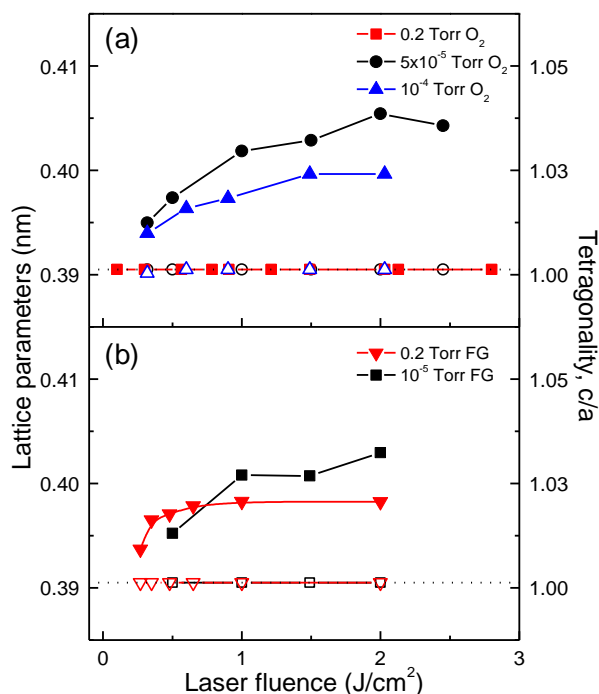 (a)
0.2 Torr O₂
5x10⁻⁵ Torr O₂
10⁻⁴ Torr O₂
0.41
0.40
0.39
1.05
1.03
1.00
(b)
0.2 Torr FG
10⁻⁵ Torr FG
0.41
0.40
0.39
1.05
1.03
1.00
0
1
2
3
Lattice parameters (nm)
Tetragonality, c/a
Laser fluence (J/cm²)